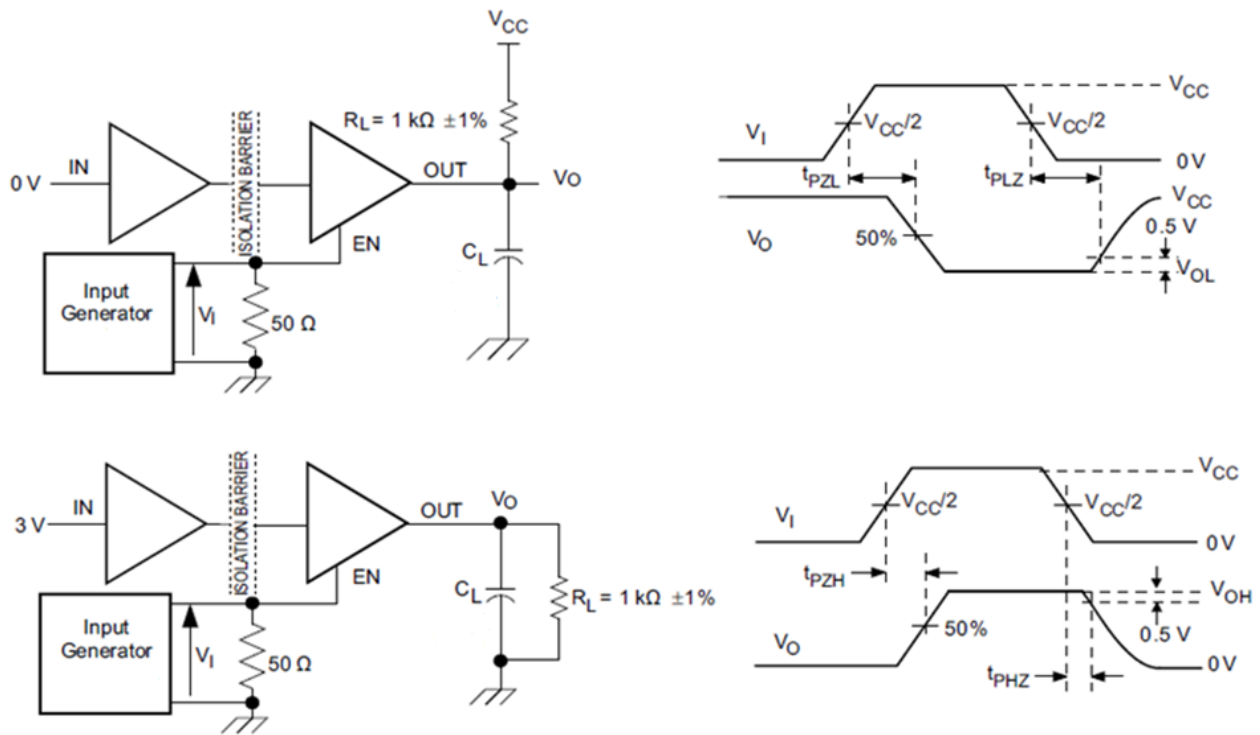 VCC
RL = 1 kΩ ±1%
ISOLATION BARRIER
0 V
IN
OUT
VO
EN
CL
Input
Generator
VI
50 Ω
VCC
VI
VCC/2
VCC/2
0 V
tPZL
tPLZ
VCC
0.5 V
VO
50%
VOL
ISOLATION BARRIER
3 V
IN
OUT
VO
EN
CL
RL = 1 kΩ ±1%
Input
Generator
VI
50 Ω
VCC
VI
VCC/2
VCC/2
0 V
tPZH
VOH
50%
0.5 V
VO
tPHZ
0 V